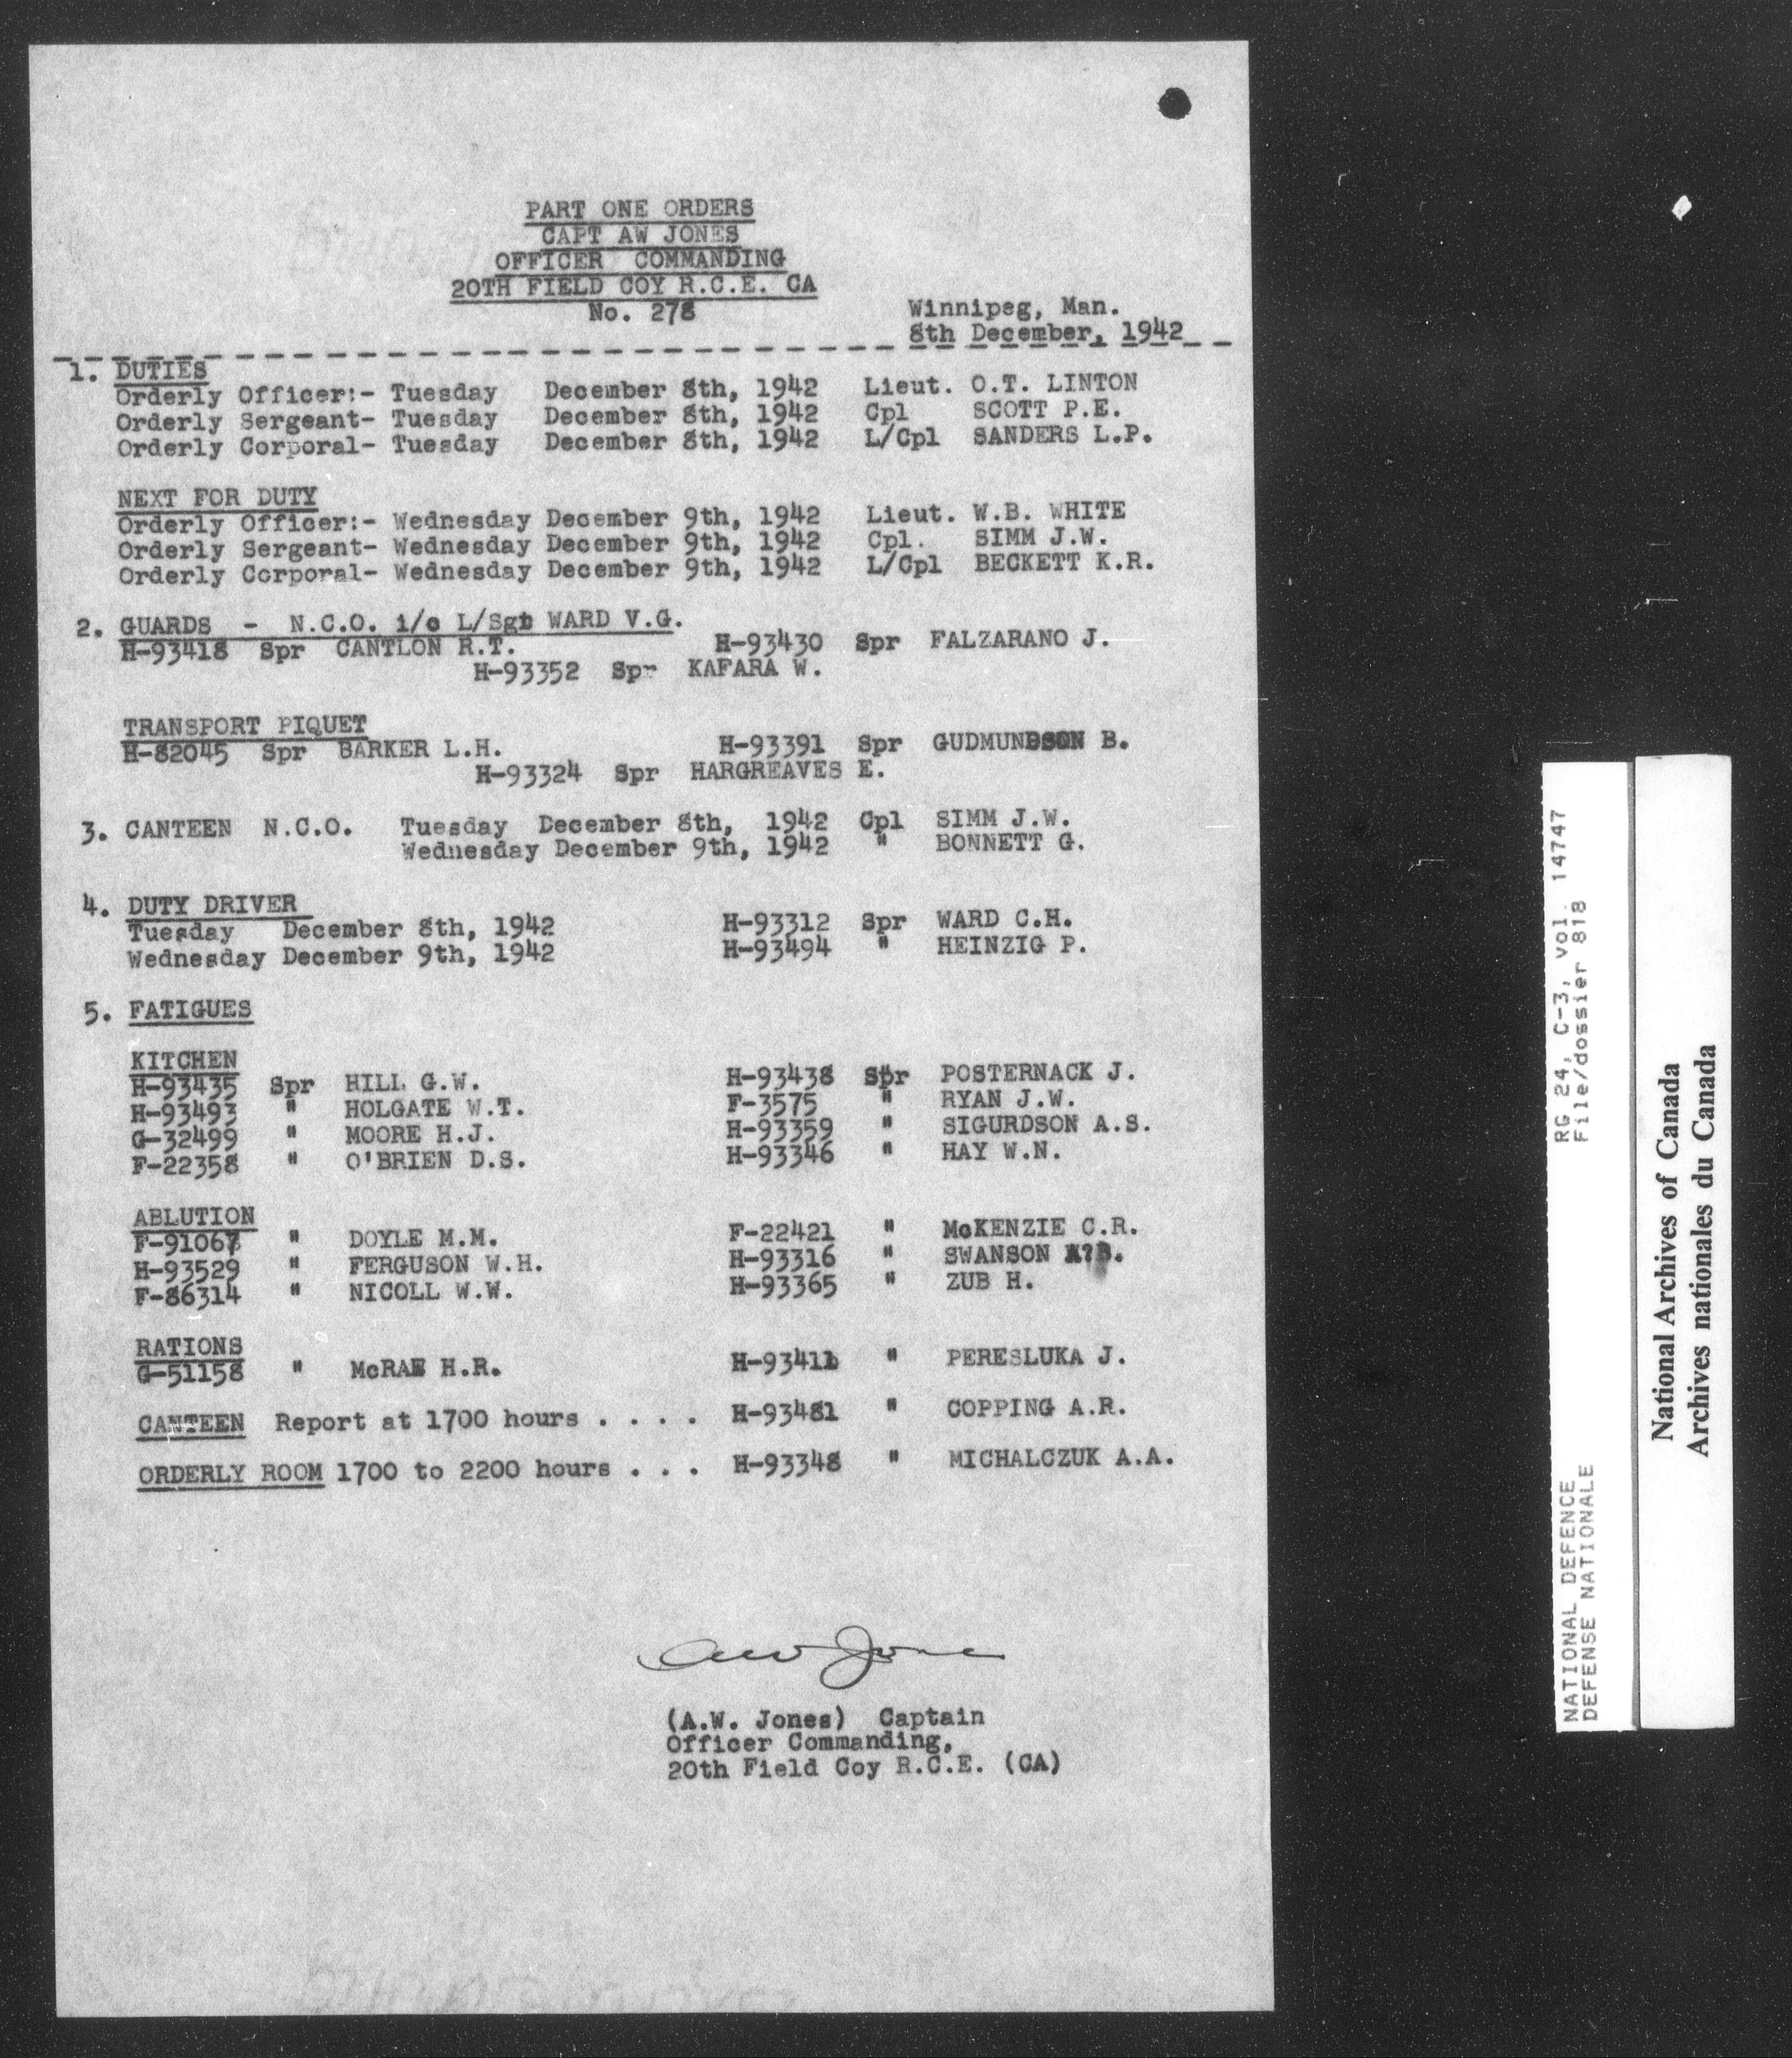 PART ONE ORDERS
CAPT AW JONES
OFFICER COMMANDING
20TH FIELD COY R.C.E. CA
No. 278
Winnipeg, Man.
8th December, 1942
1. DUTIES
Orderly Officer:- Tuesday December 8th, 1942 Lieut. O.T. LINTON
Orderly Sergeant- Tuesday December 8th, 1942 Cpl SCOTT P.E.
Orderly Corporal- Tuesday December 8th, 1942 L/Cpl SANDERS L.P.
NEXT FOR DUTY
Orderly Officer:- Wednesday December 9th, 1942 Lieut. W.B. WHITE
Orderly Sergeant- Wednesday December 9th, 1942 Cpl. SIMM J.W.
Orderly Corporal- Wednesday December 9th, 1942 L/Cpl BECKETT K.R.
2. GUARDS - N.C.O. i/c L/Sgt WARD V.G.
H-93418 Spr CANTLON R.T. H-93430 Spr FALZARANO J.
H-93352 Spr KAFARA W.
TRANSPORT PIQUET
H-82045 Spr BARKER L.H. H-93391 Spr GUDMUNDSON B.
H-93324 Spr HARGREAVES E.
3. CANTEEN N.C.O. Tuesday December 8th, 1942 Cpl SIMM J.W.
Wednesday December 9th, 1942 " BONNETT G.
4. DUTY DRIVER
Tuesday December 8th, 1942 H-93312 Spr WARD C.H.
Wednesday December 9th, 1942 H-93494 " HEINZIG P.
5. FATIGUES
KITCHEN
H-93435 Spr HILL G.W. H-93438 Spr POSTERNACK J.
H-93493 " HOLGATE W.T. F-3575 " RYAN J.W.
G-32499 " MOORE H.J. H-93359 " SIGURDSON A.S.
F-22358 " O'BRIEN D.S. H-93346 " HAY W.N.
ABLUTION
F-91067 " DOYLE M.M. F-22421 " McKENZIE C.R.
H-93529 " FERGUSON W.H. H-93316 " SWANSON
F-86314 " NICOLL W.W. H-93365 " ZUB H.
RATIONS
G-51158 " McRAE H.R. " PERESLUKA J.
CANTEEN Report at 1700 hours . . . . H-93481 " COPPING A.R.
ORDERLY ROOM 1700 to 2200 hours . . . H-93348 " MICHALCZUK A.A.
AW Jones
(A.W. Jones) Captain
Officer Commanding,
20th Field Coy R.C.E. (CA)
NATIONAL DEFENCE RG 24, C-3, vol. 14747
DEFENSE NATIONALE File/dossier 818
National Archives of Canada
Archives nationales du Canada